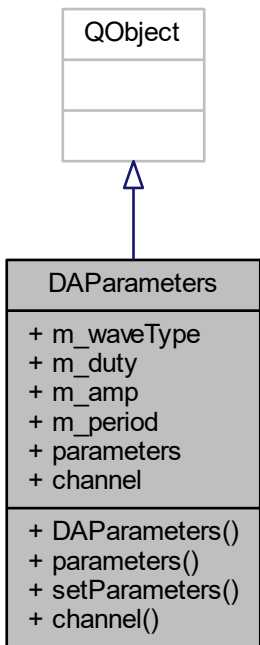 QObject
DAParameters
+ m_waveType
+ m_duty
+ m_amp
+ m_period
+ parameters
+ channel
+ DAParameters()
+ parameters()
+ setParameters()
+ channel()